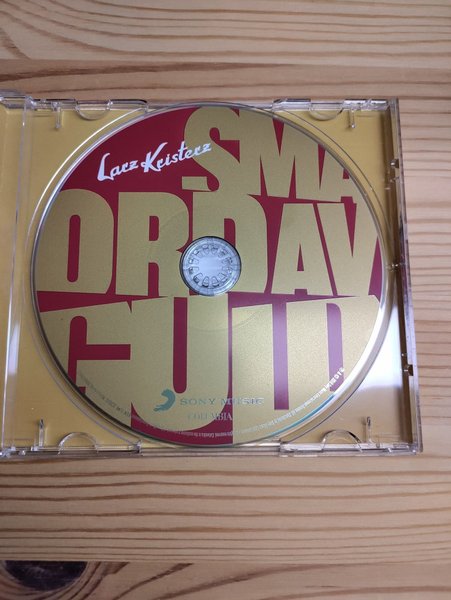 Larz Kristerz
SMÅ
ORD AV
GULD
SONY MUSIC
COLUMBIA